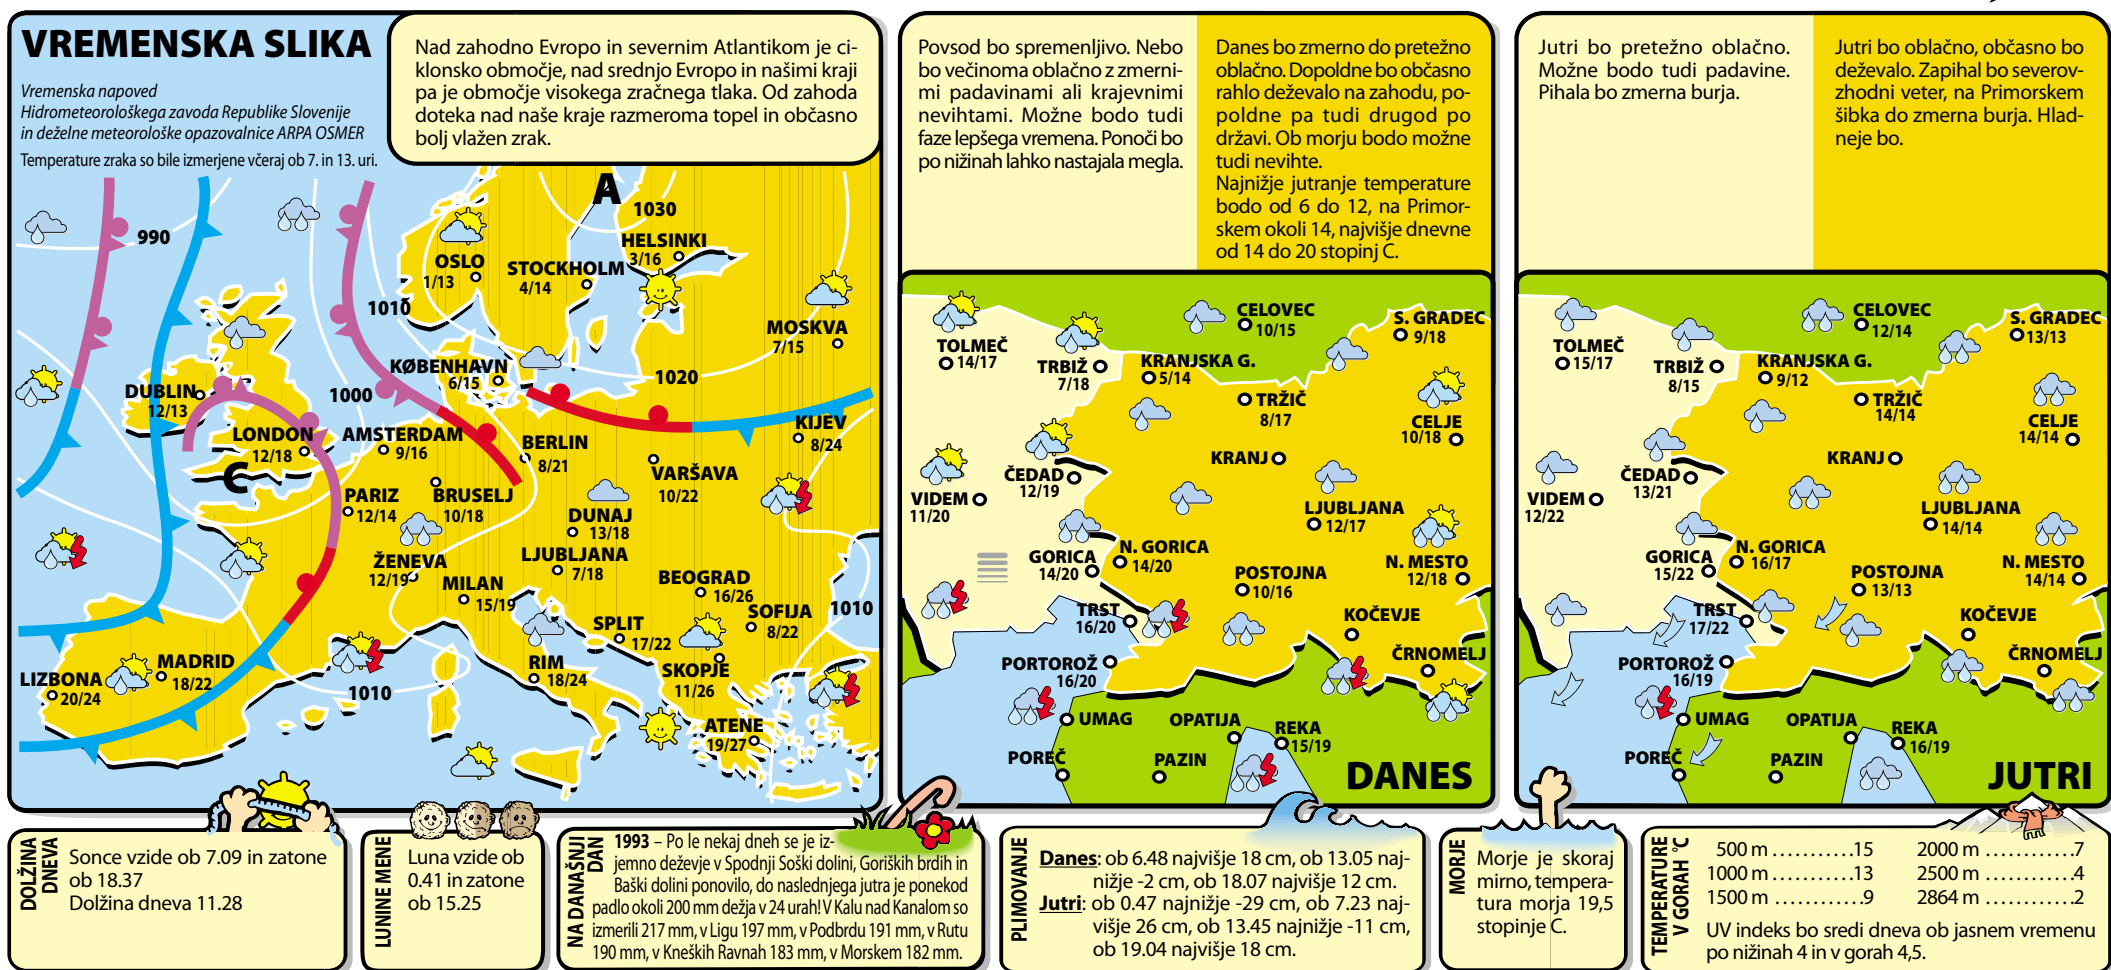 VREMENSKA SLIKA
Vremenska napoved
Hidrometeorološkega zavoda Republike Slovenije
in deželne meteorološke opazovalnice ARPA OSMER
Temperature zraka so bile izmerjene včeraj ob 7. in 13. uri.
Nad zahodno Evropo in severnim Atlantikom je ci-
klonsko območje, nad srednjo Evropo in našimi kraji
pa je območje visokega zračnega tlaka. Od zahoda
doteka nad naše kraje razmeroma topel in občasno
bolj vlažen zrak.
A
1030
990
HELSINKI
3/16
OSLO
1/13
STOCKHOLM
4/14
1010
MOSKVA
7/15
KØBENHAVN
6/15
1020
DUBLIN
12/13
1000
KIJEV
8/24
LONDON
12/18
AMSTERDAM
9/16
BERLIN
8/21
C
VARŠAVA
10/22
PARIZ
12/14
BRUSELJ
10/18
DUNAJ
13/18
ŽENEVA
12/19
LJUBLJANA
7/18
MILAN
15/19
BEOGRAD
16/26
SOFIJA
8/22
1010
SPLIT
17/22
MADRID
18/22
RIM
18/24
SKOPJE
11/26
LIZBONA
20/24
1010
ATENE
19/27
Povsod bo spremenljivo. Nebo
bo večinoma oblačno z zmerni-
mi padavinami ali krajevnimi
nevihtami. Možne bodo tudi
faze lepšega vremena. Ponoči bo
po nižinah lahko nastajala megla.
Danes bo zmerno do pretežno
oblačno. Dopoldne bo občasno
rahlo deževalo na zahodu, po-
poldne pa tudi drugod po
državi. Ob morju bodo možne
tudi nevihte.
Najnižje jutranje temperature
bodo od 6 do 12, na Primor-
skem okoli 14, najvišje dnevne
od 14 do 20 stopinj C.
CELOVEC
10/15
S. GRADEC
9/18
TOLMEČ
14/17
TRBIŽ
7/18
KRANJSKA G.
5/14
TRŽIČ
8/17
CELJE
10/18
KRANJ
ČEDAD
12/19
VIDEM
11/20
LJUBLJANA
12/17
GORICA
14/20
N. GORICA
14/20
N. MESTO
12/18
POSTOJNA
10/16
TRST
16/20
KOČEVJE
PORTOROŽ
16/20
ČRNOMELJ
UMAG
OPATIJA
REKA
15/19
POREČ
PAZIN
DANES
Jutri bo pretežno oblačno.
Možne bodo tudi padavine.
Pihala bo zmerna burja.
Jutri bo oblačno, občasno bo
deževalo. Zapihal bo severov-
zhodni veter, na Primorskem
šibka do zmerna burja. Hlad-
neje bo.
CELOVEC
12/14
S. GRADEC
13/13
TOLMEČ
15/17
TRBIŽ
8/15
KRANJSKA G.
9/12
TRŽIČ
14/14
CELJE
14/14
KRANJ
ČEDAD
13/21
VIDEM
12/22
LJUBLJANA
14/14
GORICA
15/22
N. GORICA
16/17
N. MESTO
14/14
POSTOJNA
13/13
TRST
17/22
KOČEVJE
PORTOROŽ
16/19
ČRNOMELJ
UMAG
OPATIJA
REKA
16/19
POREČ
PAZIN
JUTRI
DOLŽINA
DNEVA
Sonce vzide ob 7.09 in zatone
ob 18.37
Dolžina dneva 11.28
LUNINE MENE
Luna vzide ob
0.41 in zatone
ob 15.25
NA DANAŠNJI
DAN
1993 – Po le nekaj dneh se je iz-
jemno deževje v Spodnji Soški dolini, Goriških brdih in
Baški dolini ponovilo, do naslednjega jutra je ponekod
padlo okoli 200 mm dežja v 24 urah! V Kalu nad Kanalom so
izmerili 217 mm, v Ligu 197 mm, v Podbrdu 191 mm, v Rutu
190 mm, v Kneških Ravnah 183 mm, v Morskem 182 mm.
PLIMOVANJE
Danes: ob 6.48 najvišje 18 cm, ob 13.05 naj-
nižje -2 cm, ob 18.07 najvišje 12 cm.
Jutri: ob 0.47 najnižje -29 cm, ob 7.23 naj-
višje 26 cm, ob 13.45 najnižje -11 cm,
ob 19.04 najvišje 18 cm.
MORJE
Morje je skoraj
mirno, tempera-
tura morja 19,5
stopinje C.
TEMPERATURE
V GORAH °C
500 m ...........15
1000 m ...........13
1500 m .............9
2000 m ............7
2500 m ............4
2864 m ............2
UV indeks bo sredi dneva ob jasnem vremenu
po nižinah 4 in v gorah 4,5.